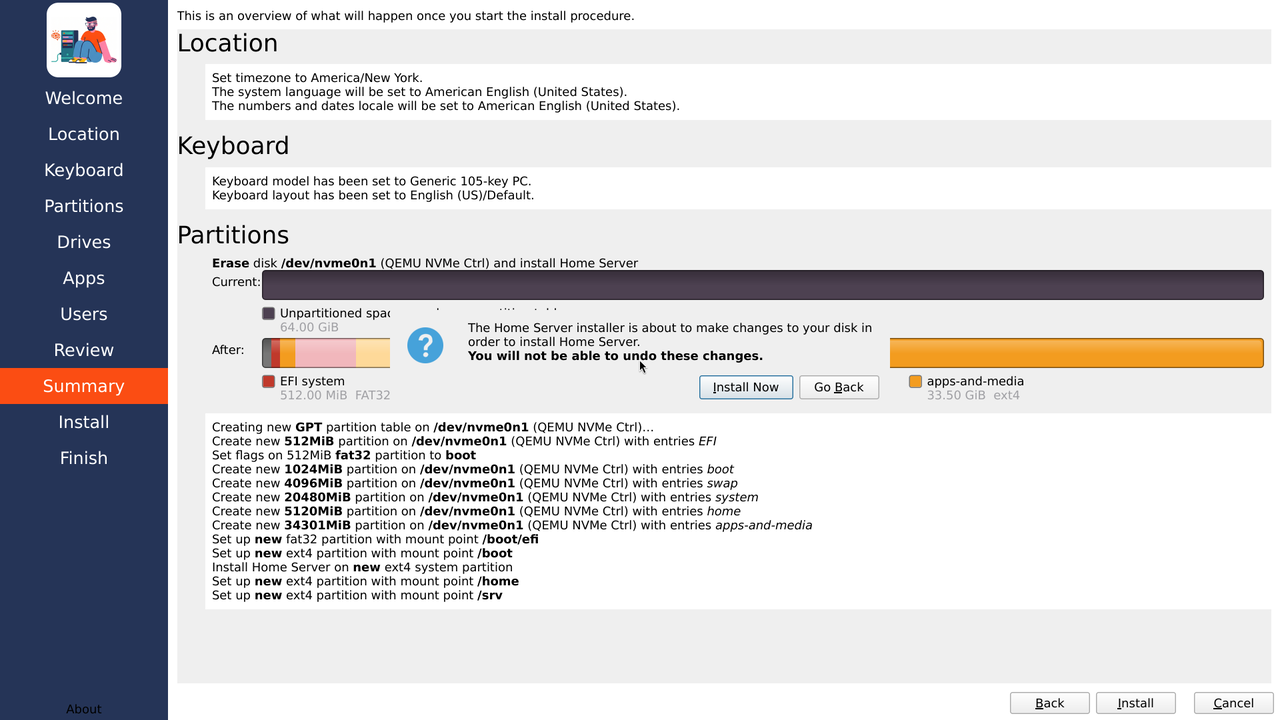 This is an overview of what will happen once you start the install procedure.
Welcome
Location
Keyboard
Partitions
Drives
Apps
Users
Review
Summary
Install
Finish
About
Location
Set timezone to America/New York.
The system language will be set to American English (United States).
The numbers and dates locale will be set to American English (United States).
Keyboard
Keyboard model has been set to Generic 105-key PC.
Keyboard layout has been set to English (US)/Default.
Partitions
Erase disk /dev/nvme0n1 (QEMU NVMe Ctrl) and install Home Server
Current:
Unpartitioned
64.00 GiB
After:
EFI system
512.00 MiB FAT32
apps-and-media
33.50 GiB ext4
The Home Server installer is about to make changes to your disk in
order to install Home Server.
You will not be able to undo these changes.
Install Now
Go Back
Creating new GPT partition table on /dev/nvme0n1 (QEMU NVMe Ctrl)…
Create new 512MiB partition on /dev/nvme0n1 (QEMU NVMe Ctrl) with entries EFI
Set flags on 512MiB fat32 partition to boot
Create new 1024MiB partition on /dev/nvme0n1 (QEMU NVMe Ctrl) with entries boot
Create new 4096MiB partition on /dev/nvme0n1 (QEMU NVMe Ctrl) with entries swap
Create new 20480MiB partition on /dev/nvme0n1 (QEMU NVMe Ctrl) with entries system
Create new 5120MiB partition on /dev/nvme0n1 (QEMU NVMe Ctrl) with entries home
Create new 34301MiB partition on /dev/nvme0n1 (QEMU NVMe Ctrl) with entries apps-and-media
Set up new fat32 partition with mount point /boot/efi
Set up new ext4 partition with mount point /boot
Install Home Server on new ext4 system partition
Set up new ext4 partition with mount point /home
Set up new ext4 partition with mount point /srv
Back
Install
Cancel